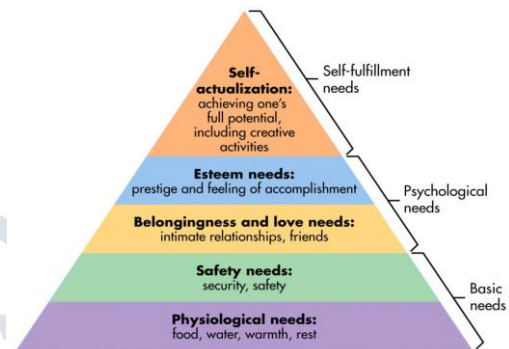 Self-
actualization:
achieving one's
full potential,
including creative
activities
Self-fulfillment
needs
Esteem needs:
prestige and feeling of accomplishment
Psychological
needs
Belongingness and love needs:
intimate relationships, friends
Safety needs:
security, safety
Basic
needs
Physiological needs:
food, water, warmth, rest